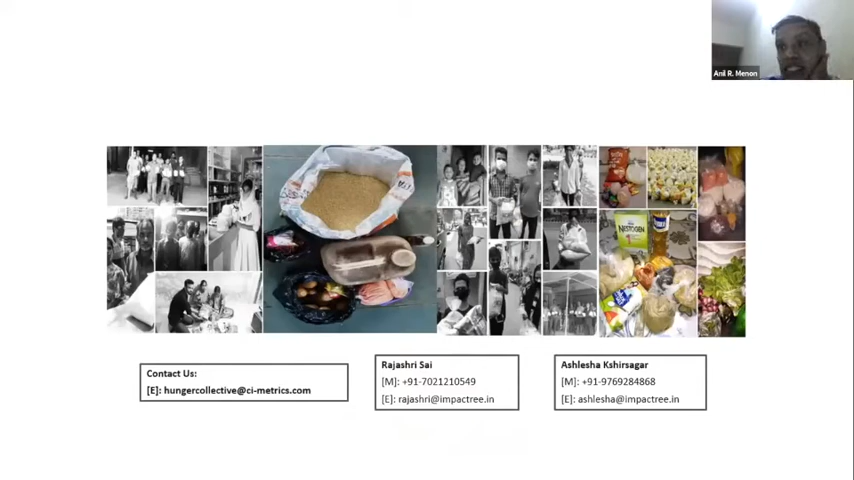 Anil R. Menon
NESTOGEN
Contact Us:
[E]: hungercollective@ci-metrics.com
Rajashri Sai
[M]: +91-7021210549
[E]: rajashri@impactree.in
Ashlesha Kshirsagar
[M]: +91-9769284868
[E]: ashlesha@impactree.in